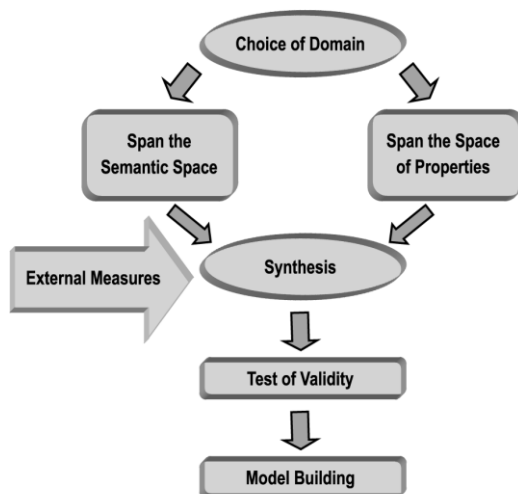 Choice of Domain
Span the
Semantic Space
Span the Space
of Properties
External Measures
Synthesis
Test of Validity
Model Building